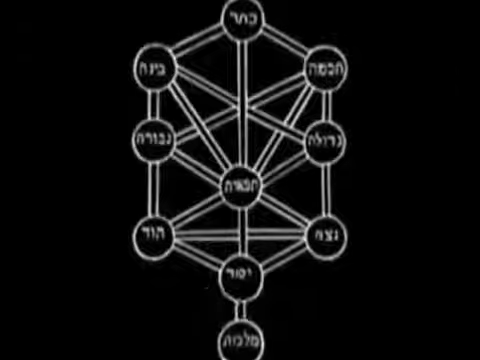 כתר
חכמה
בינה
גדולה
גבורה
תפארת
נצח
הוד
יסוד
מלכות